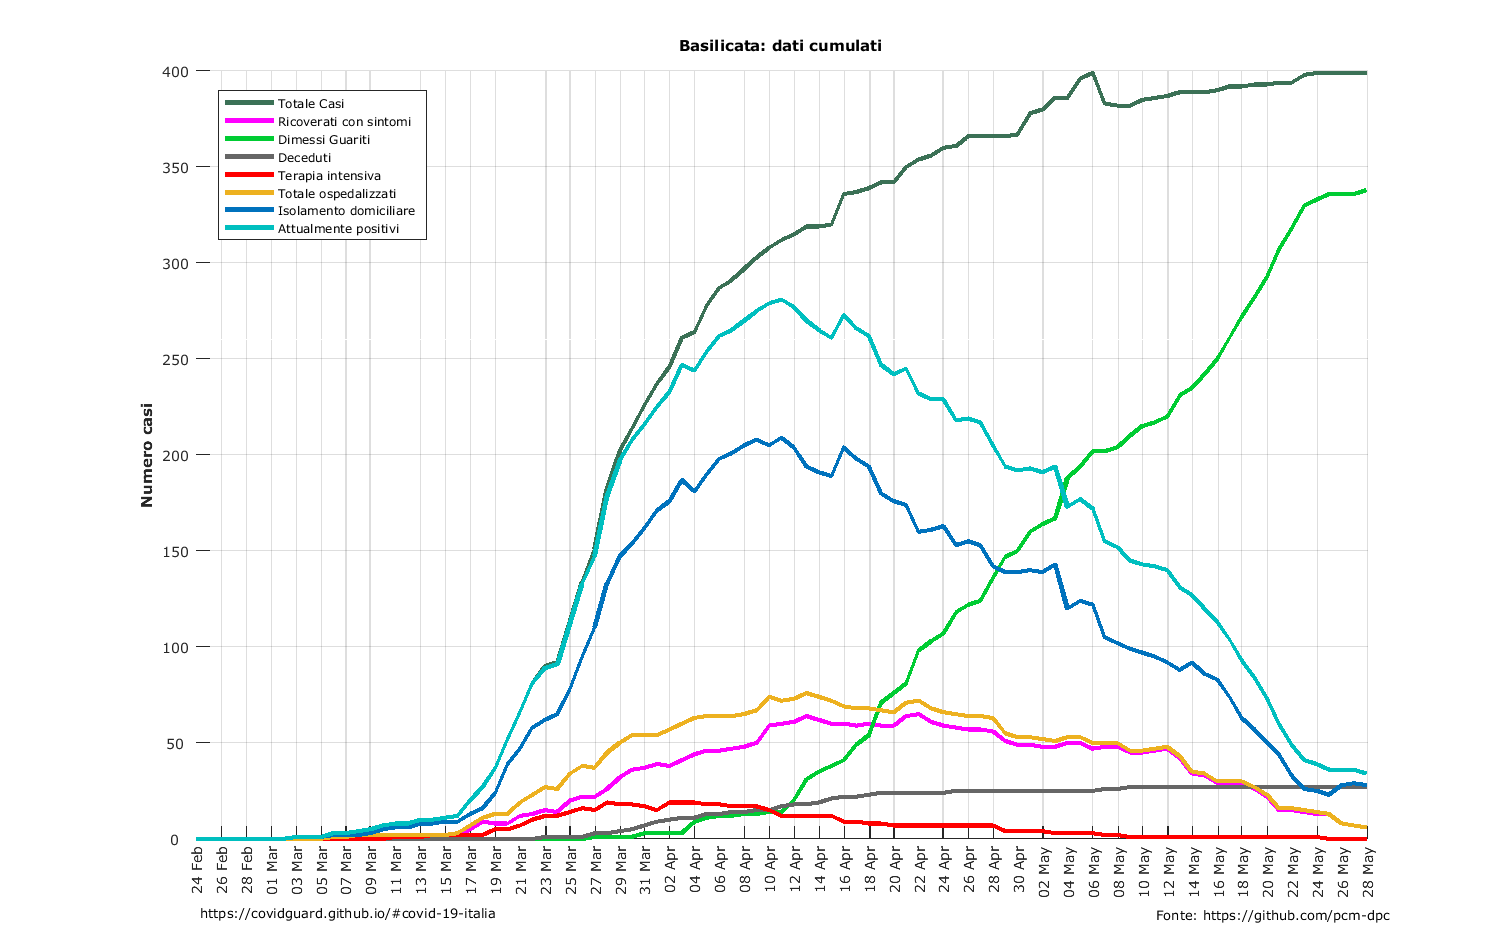 Basilicata: dati cumulati
Numero casi
400
350
300
250
200
150
100
50
0
Totale Casi
Ricoverati con sintomi
Dimessi Guariti
Deceduti
Terapia intensiva
Totale ospedalizzati
Isolamento domiciliare
Attualmente positivi
24 Feb
26 Feb
28 Feb
01 Mar
03 Mar
05 Mar
07 Mar
09 Mar
11 Mar
13 Mar
15 Mar
17 Mar
19 Mar
21 Mar
23 Mar
25 Mar
27 Mar
29 Mar
31 Mar
02 Apr
04 Apr
06 Apr
08 Apr
10 Apr
12 Apr
14 Apr
16 Apr
18 Apr
20 Apr
22 Apr
24 Apr
26 Apr
28 Apr
30 Apr
02 May
04 May
06 May
08 May
10 May
12 May
14 May
16 May
18 May
20 May
22 May
24 May
26 May
28 May
https://covidguard.github.io/#covid-19-italia
Fonte: https://github.com/pcm-dpc